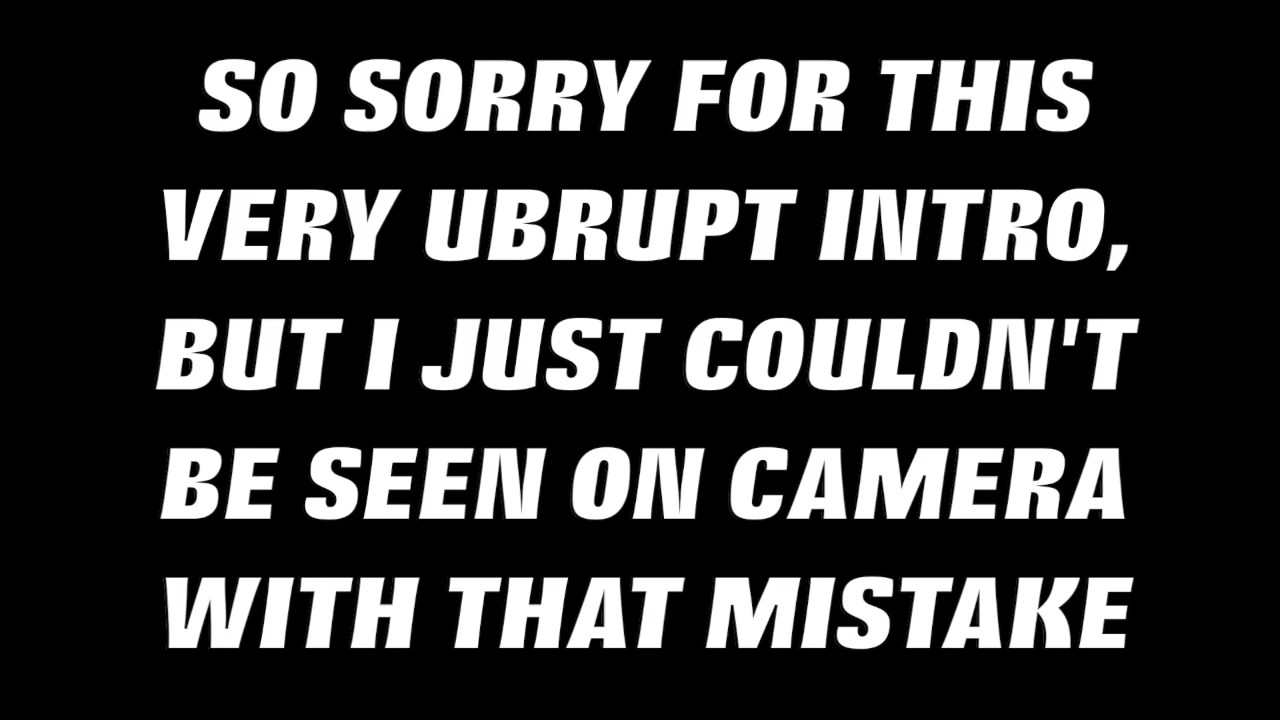 SO SORRY FOR THIS
VERY UBRUPT INTRO,
BUT I JUST COULDN'T
BE SEEN ON CAMERA
WITH THAT MISTAKE